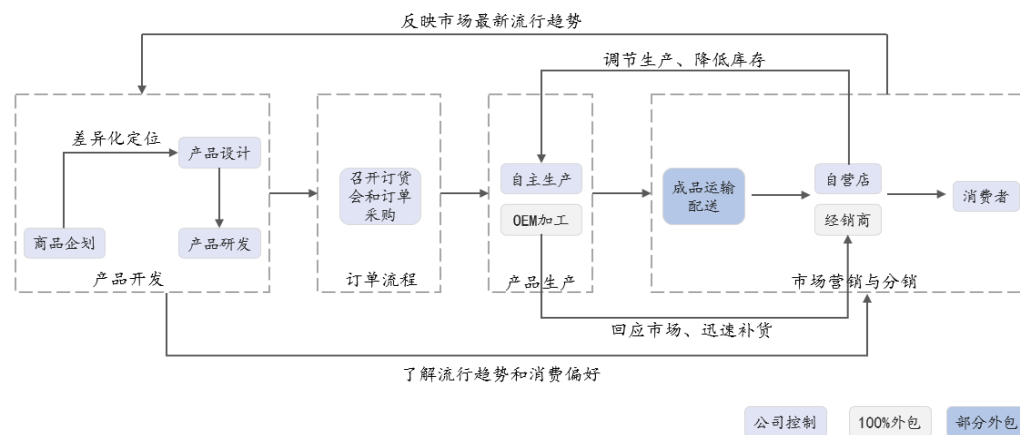 反映市场最新流行趋势
调节生产、降低库存
差异化定位
产品设计
商品企划
产品研发
产品开发
召开订货
会和订单
采购
订单流程
自主生产
OEM加工
产品生产
成品运输
配送
自营店
经销商
消费者
市场营销与分销
回应市场、迅速补货
了解流行趋势和消费偏好
公司控制
100%外包
部分外包